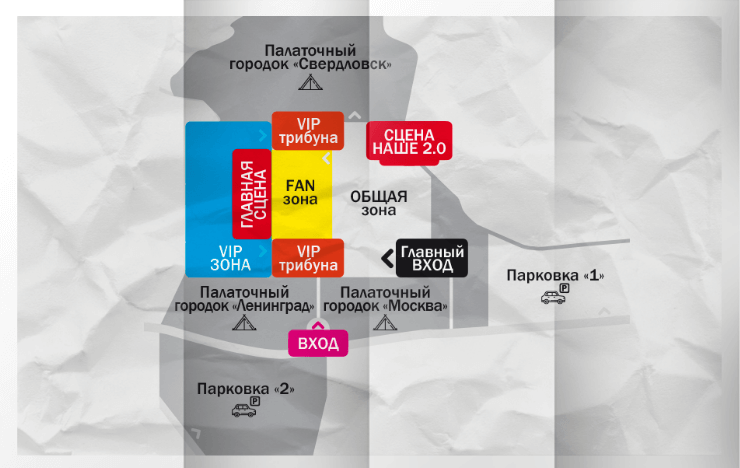 Палаточный
городок «Свердловск»
VIP
трибуна
СЦЕНА
НАШЕ 2.0
ГЛАВНАЯ
СЦЕНА
FAN
зона
ОБЩАЯ
зона
VIP
ЗОНА
VIP
трибуна
Главный
ВХОД
Парковка «1»
P
Палаточный
городок «Ленинград»
Палаточный
городок «Москва»
ВХОД
Парковка «2»
P